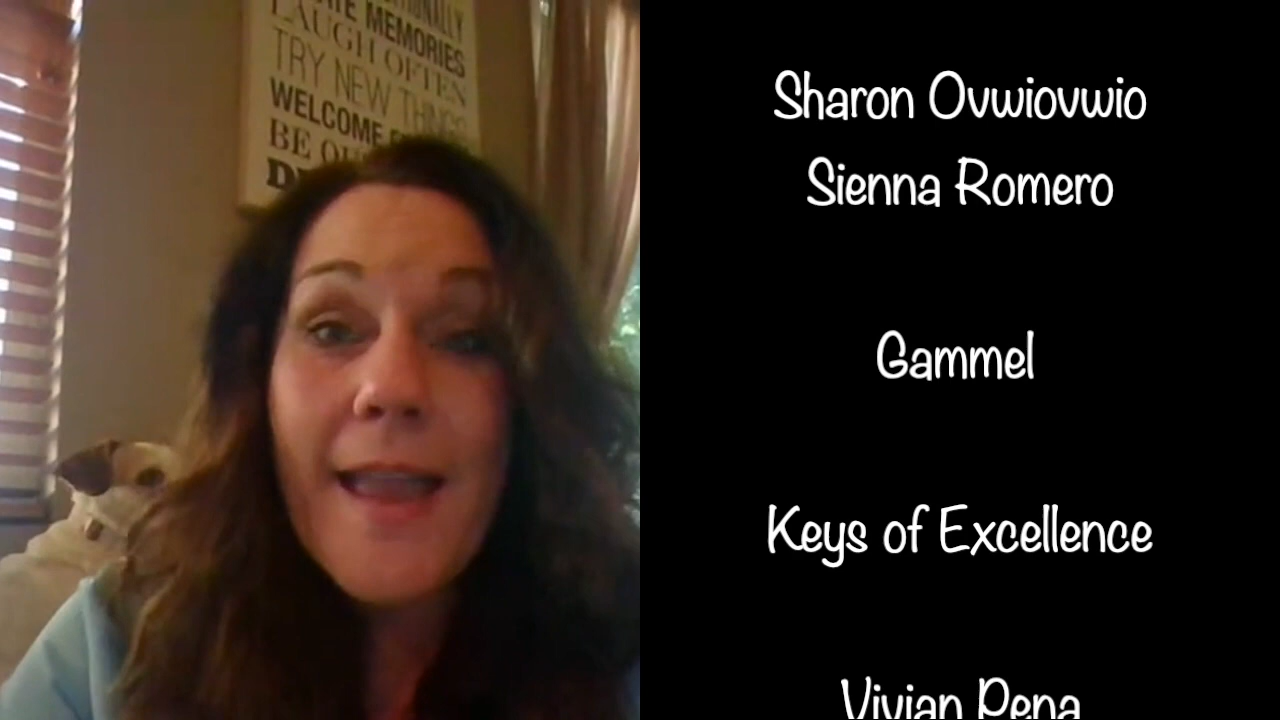 MEMORIES
LAUGH OFTEN
TRY NEW THINGS
WELCOME
BE
Sharon Ovwiovwio
Sienna Romero
Gammel
Keys of Excellence
Vivian Pena